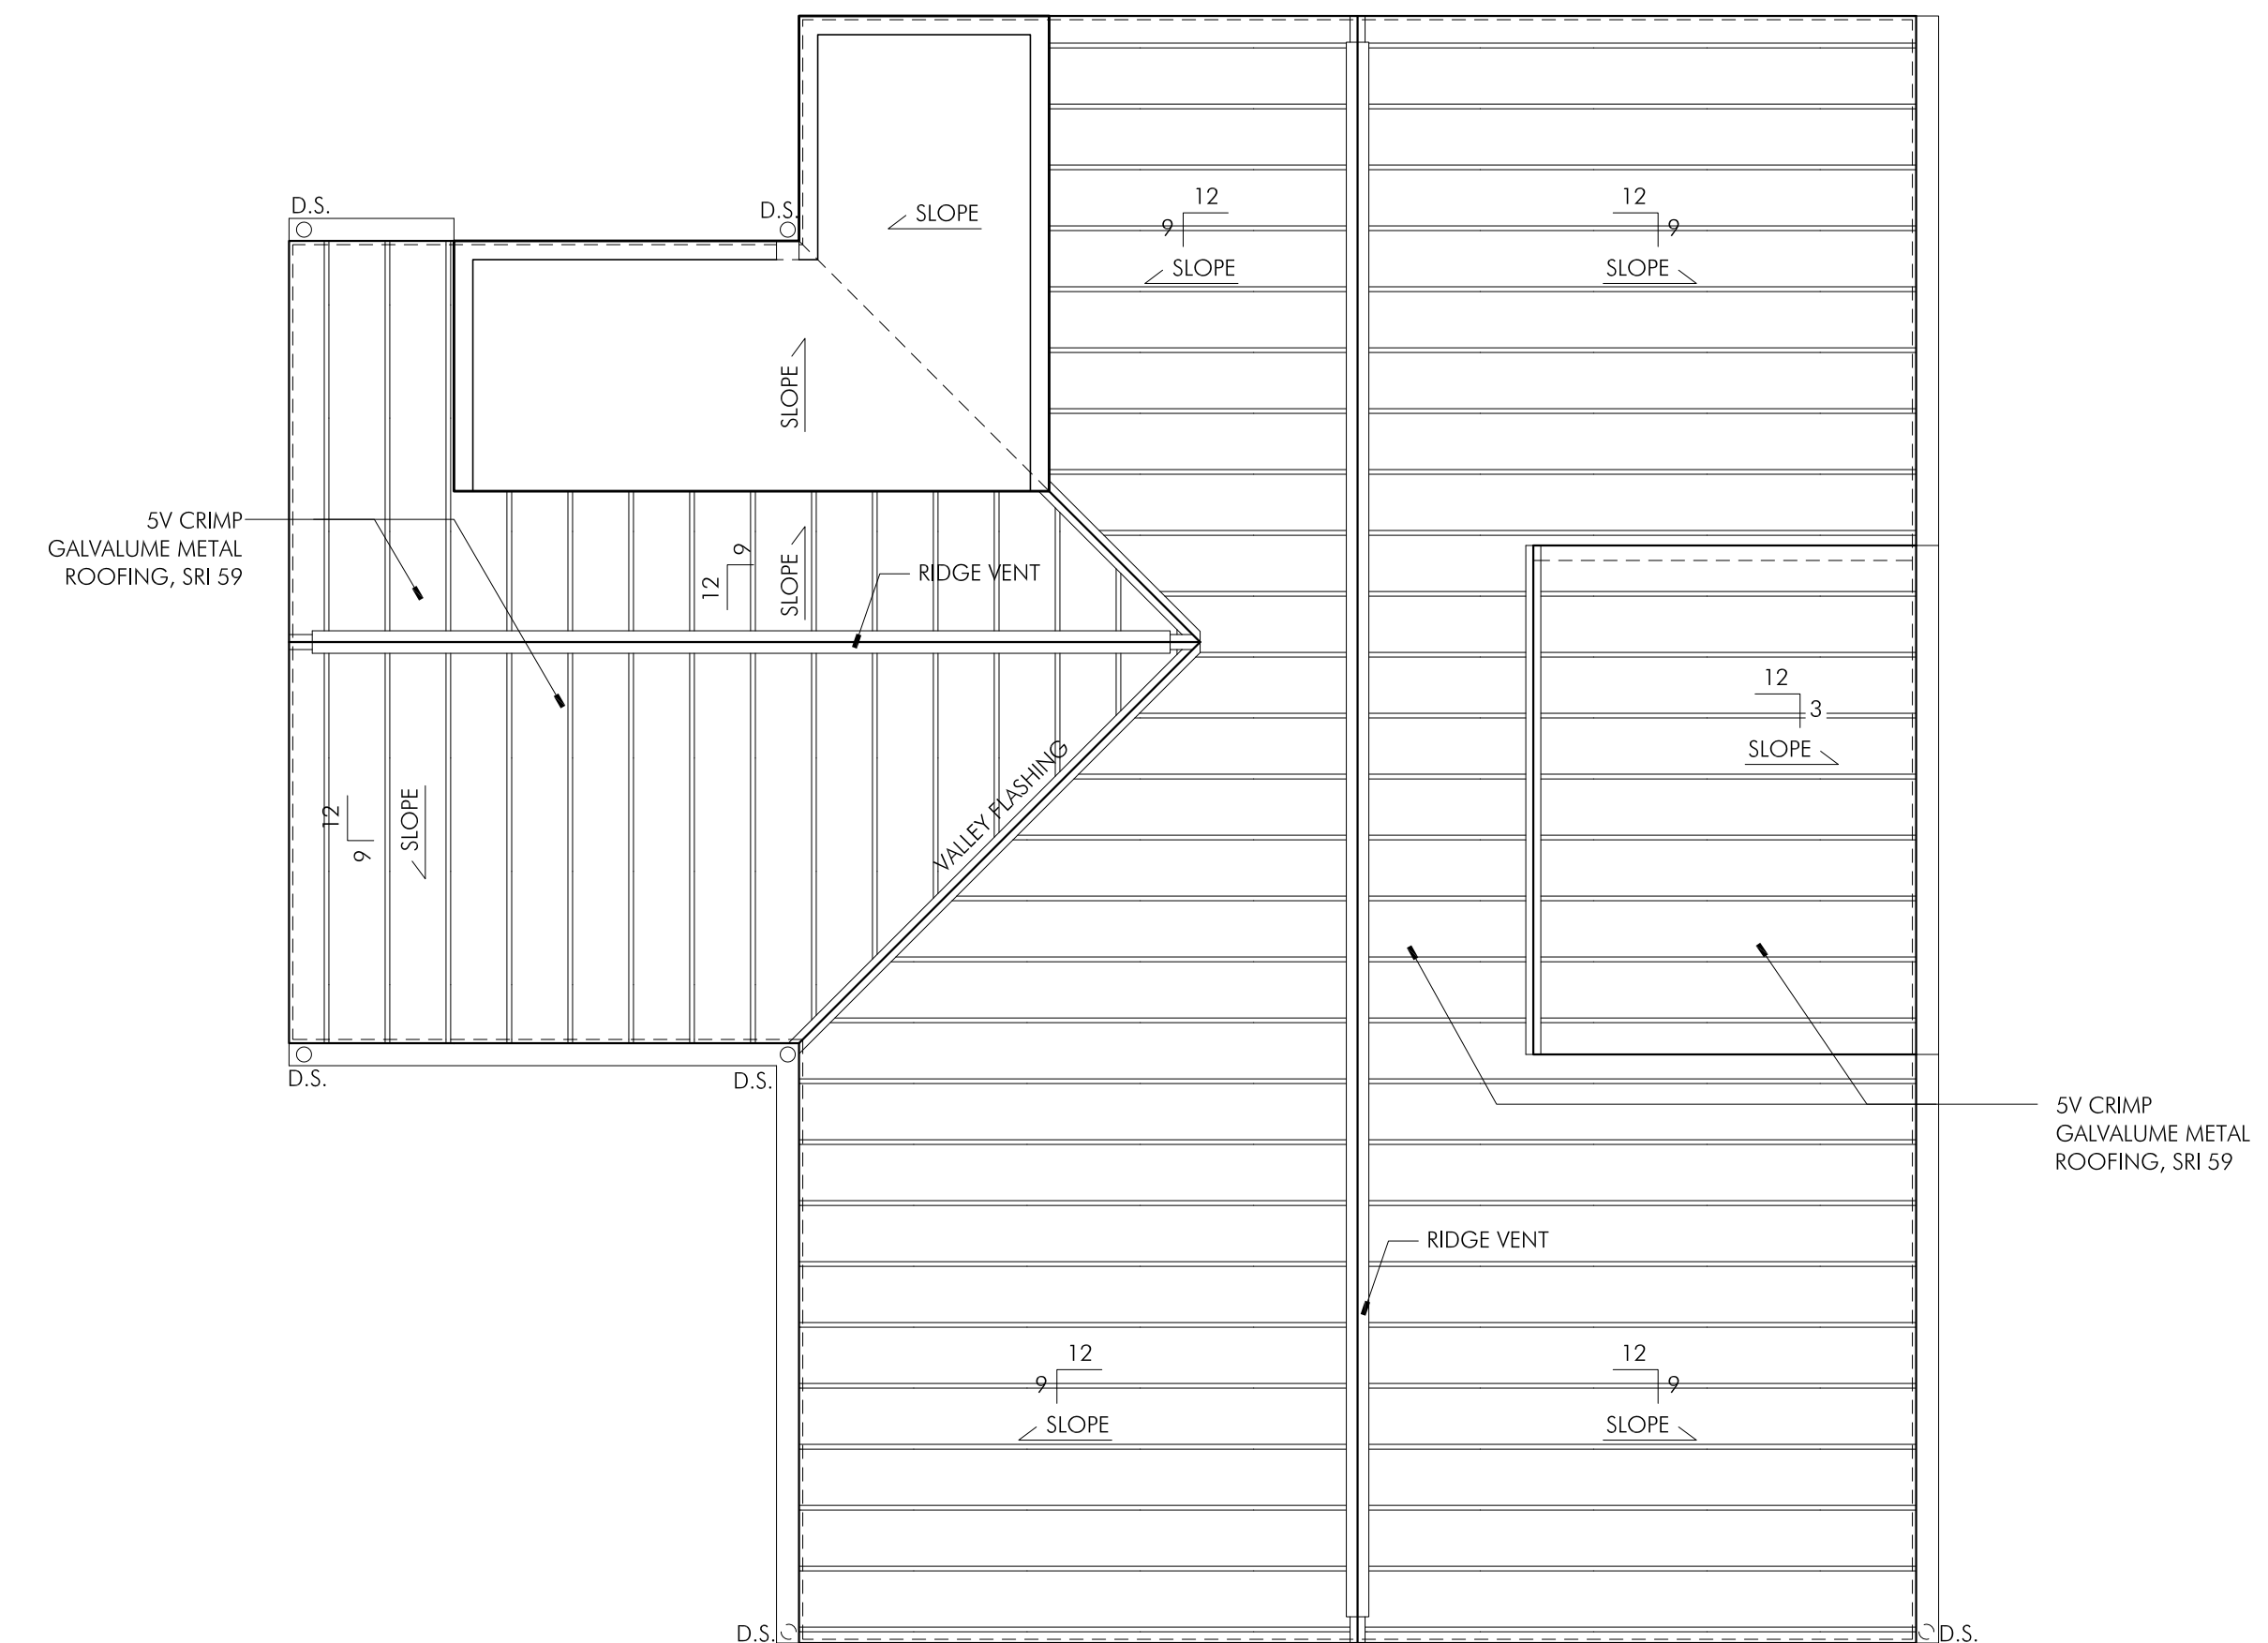 D.S.
D.S.
SLOPE
12
9
SLOPE
12
9
SLOPE
SLOPE
5V CRIMP
GALVALUME METAL
ROOFING, SRI 59
12
9
SLOPE
RIDGE VENT
12
3
SLOPE
VALLEY FLASHING
12
9
SLOPE
D.S.
D.S.
5V CRIMP
GALVALUME METAL
ROOFING, SRI 59
RIDGE VENT
12
9
SLOPE
12
9
SLOPE
D.S.
D.S.